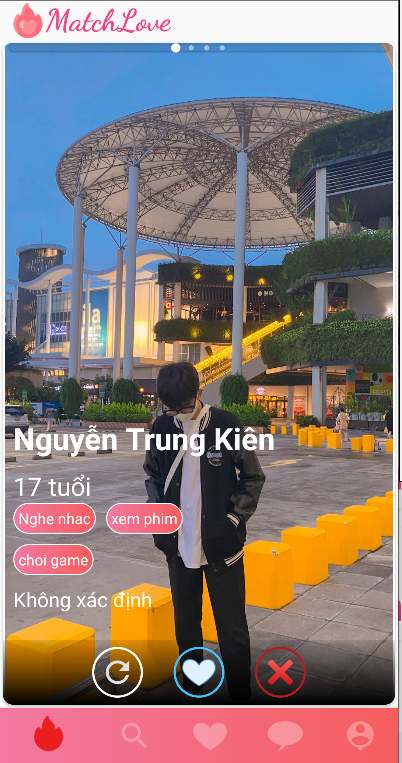 MatchLove
Nguyễn Trung Kiên
17 tuổi
Nghe nhac
xem phim
choi game
Không xác định